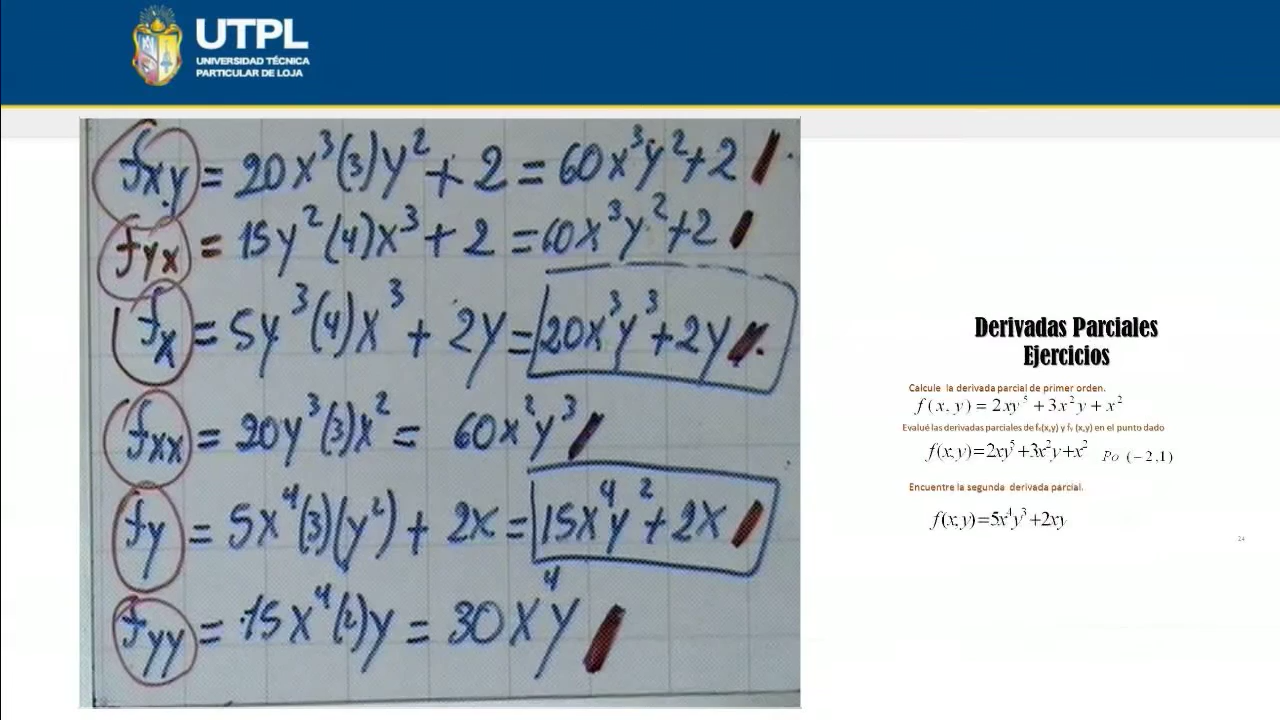 UTPL
UNIVERSIDAD TÉCNICA
PARTICULAR DE LOJA
fxy = 20x³(3)y² + 2 = 60x³y² + 2
fyx = 15y²(4)x³ + 2 = 60x³y² + 2
fx = 5y³(4)x³ + 2y = 20x³y³ + 2y
fxx = 20y³(3)x² = 60x²y³
fy = 5x⁴(3)(y²) + 2x = 15x⁴y² + 2x
fyy = 15x⁴(2)y = 30x⁴y
Derivadas Parciales
Ejercicios
Calcule la derivada parcial de primer orden.
f (x, y) = 2xy⁵ + 3x²y + x²
Evalué las derivadas parciales de fₓ(x,y) y fᵧ (x,y) en el punto dado
f(x,y)=2xy⁵+3x²y+x² Po (−2,1)
Encuentre la segunda derivada parcial.
f(x,y)=5x⁴y³+2xy
24